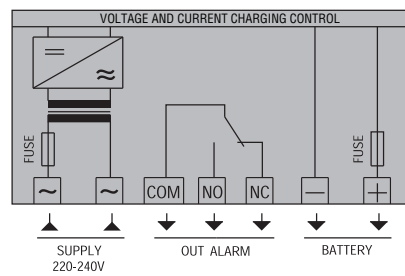 VOLTAGE AND CURRENT CHARGING CONTROL
FUSE
FUSE
COM NO NC
SUPPLY
220-240V
OUT ALARM
BATTERY